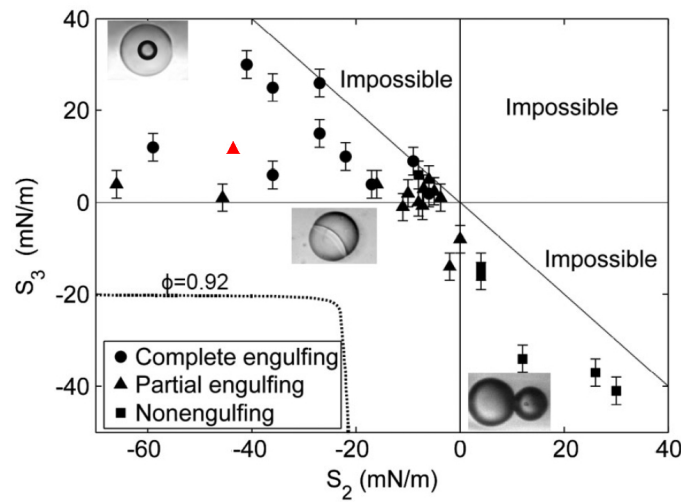 40
20
0
-20
-40
S3 (mN/m)
Impossible
Impossible
Impossible
ϕ=0.92
Complete engulfing
Partial engulfing
Nonengulfing
-60
-40
-20
0
20
40
S2 (mN/m)